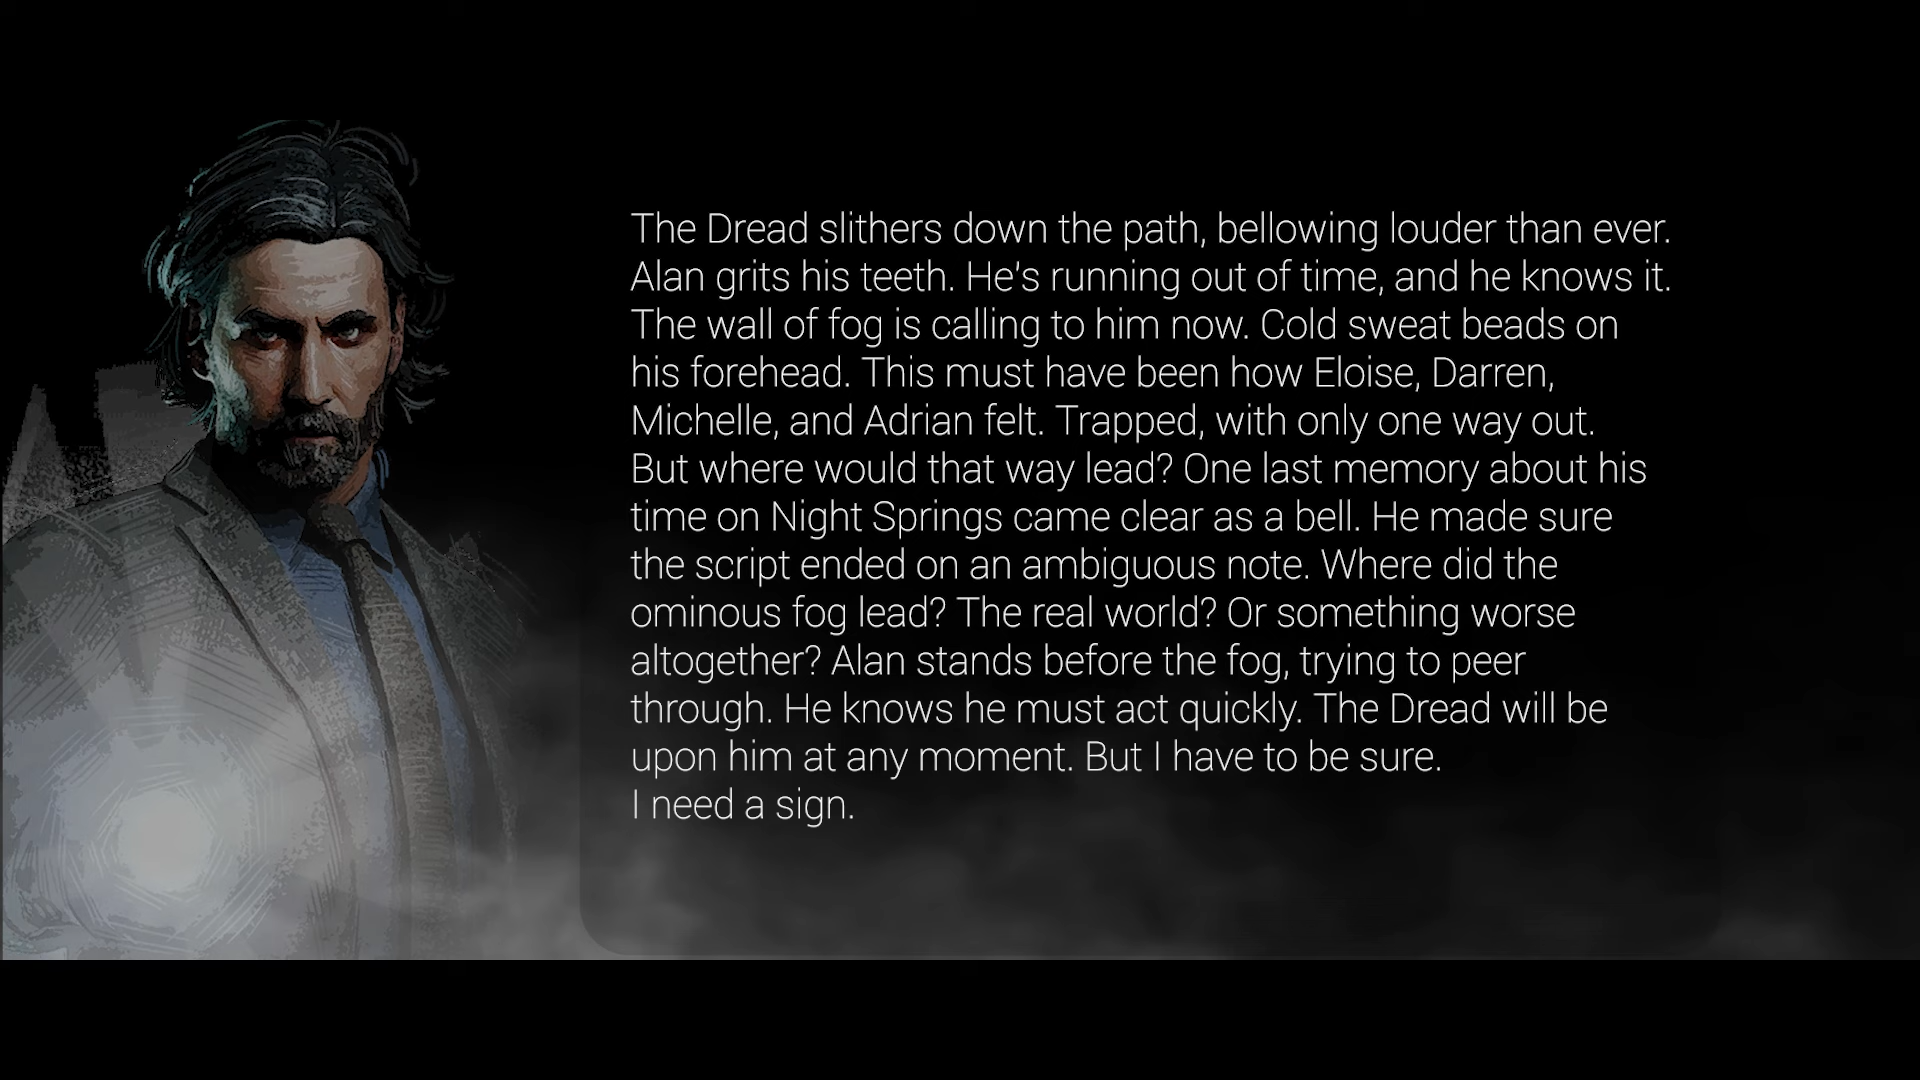 The Dread slithers down the path, bellowing louder than ever.
Alan grits his teeth. He's running out of time, and he knows it.
The wall of fog is calling to him now. Cold sweat beads on
his forehead. This must have been how Eloise, Darren,
Michelle, and Adrian felt. Trapped, with only one way out.
But where would that way lead? One last memory about his
time on Night Springs came clear as a bell. He made sure
the script ended on an ambiguous note. Where did the
ominous fog lead? The real world? Or something worse
altogether? Alan stands before the fog, trying to peer
through. He knows he must act quickly. The Dread will be
upon him at any moment. But I have to be sure.
I need a sign.